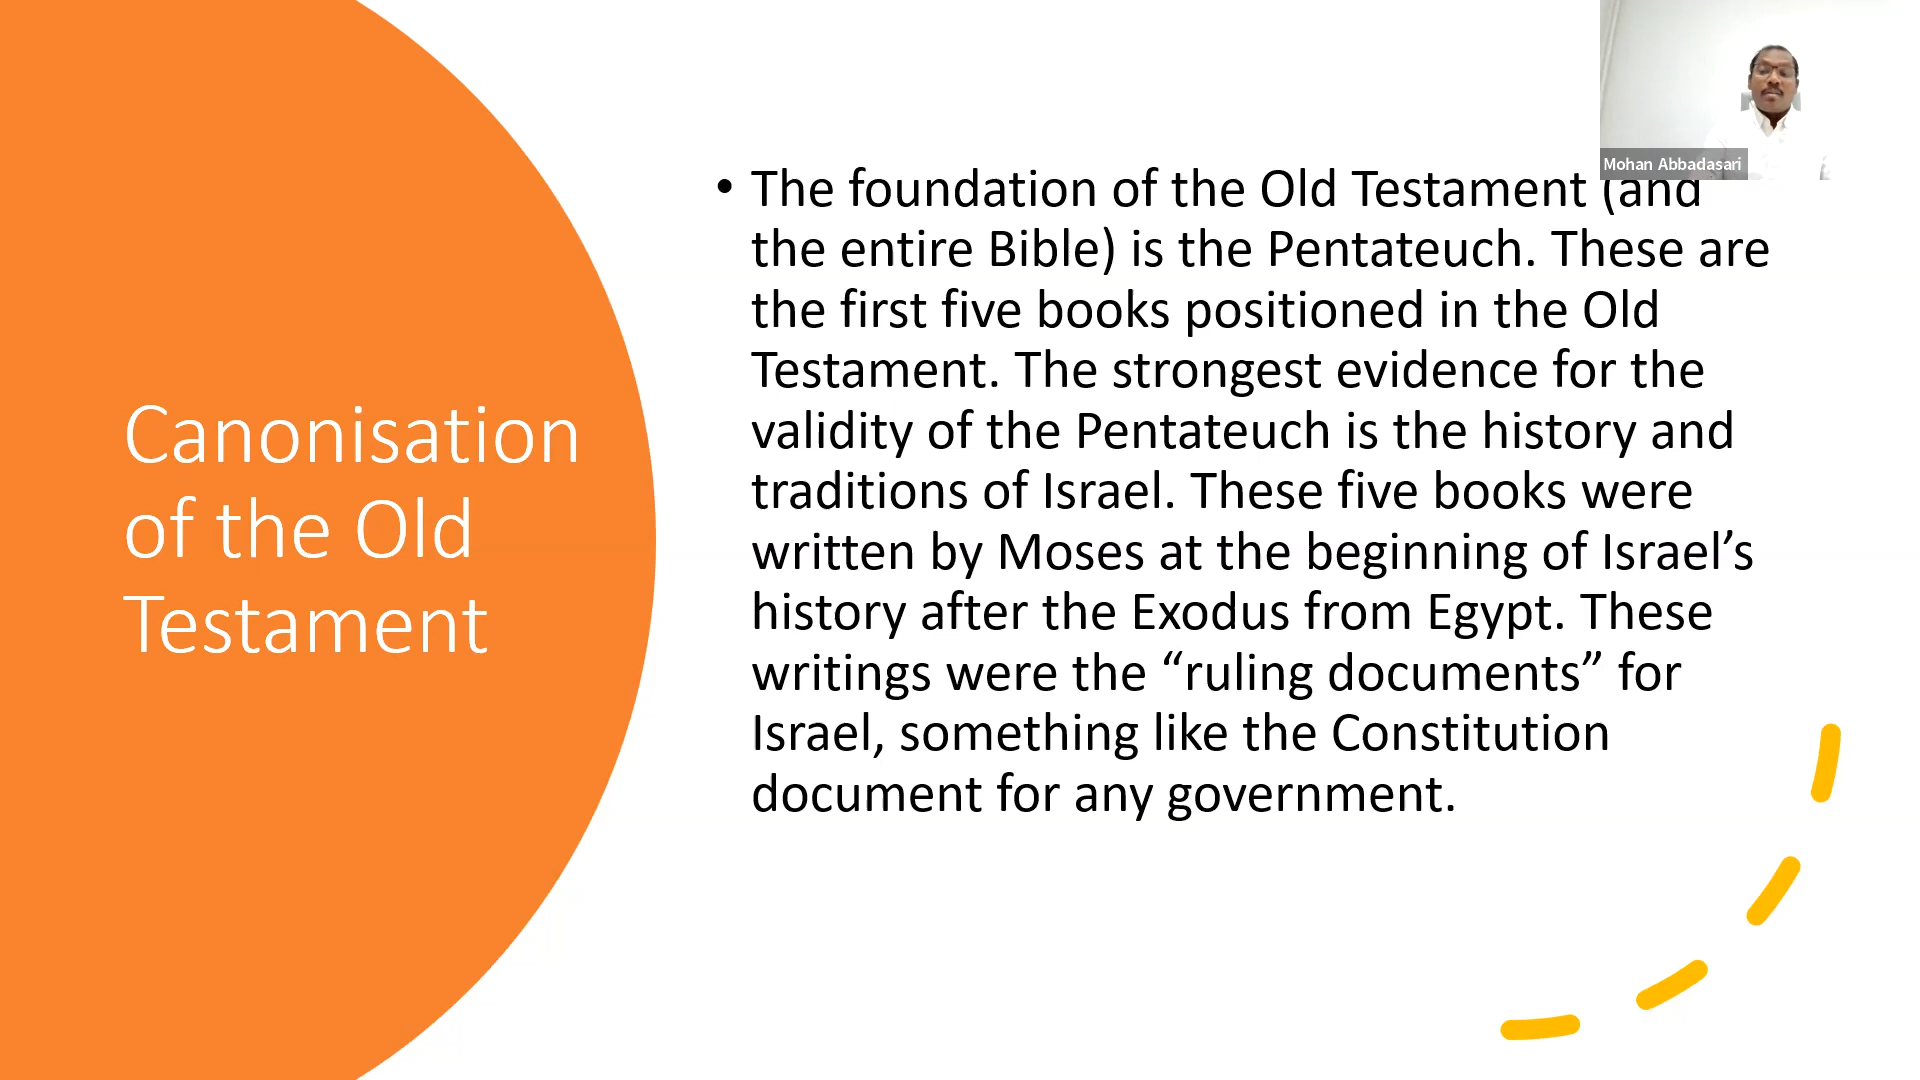 Mohan Abbadasari
Canonisation
of the Old
Testament
• The foundation of the Old Testament (and
the entire Bible) is the Pentateuch. These are
the first five books positioned in the Old
Testament. The strongest evidence for the
validity of the Pentateuch is the history and
traditions of Israel. These five books were
written by Moses at the beginning of Israel’s
history after the Exodus from Egypt. These
writings were the “ruling documents” for
Israel, something like the Constitution
document for any government.